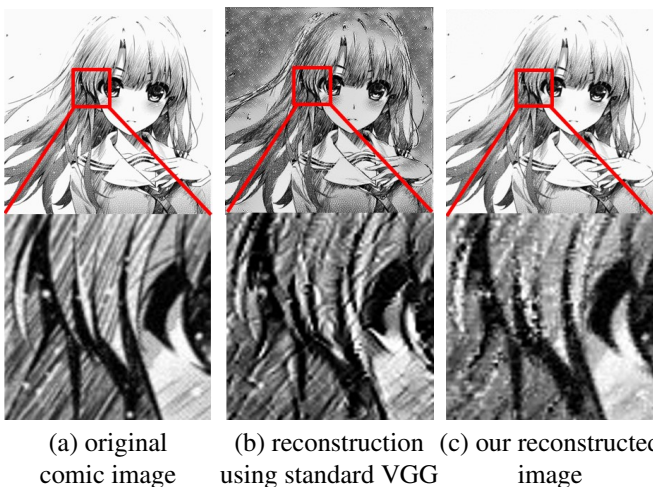 (a) original
comic image
(b) reconstruction
using standard VGG
(c) our reconstructed
image